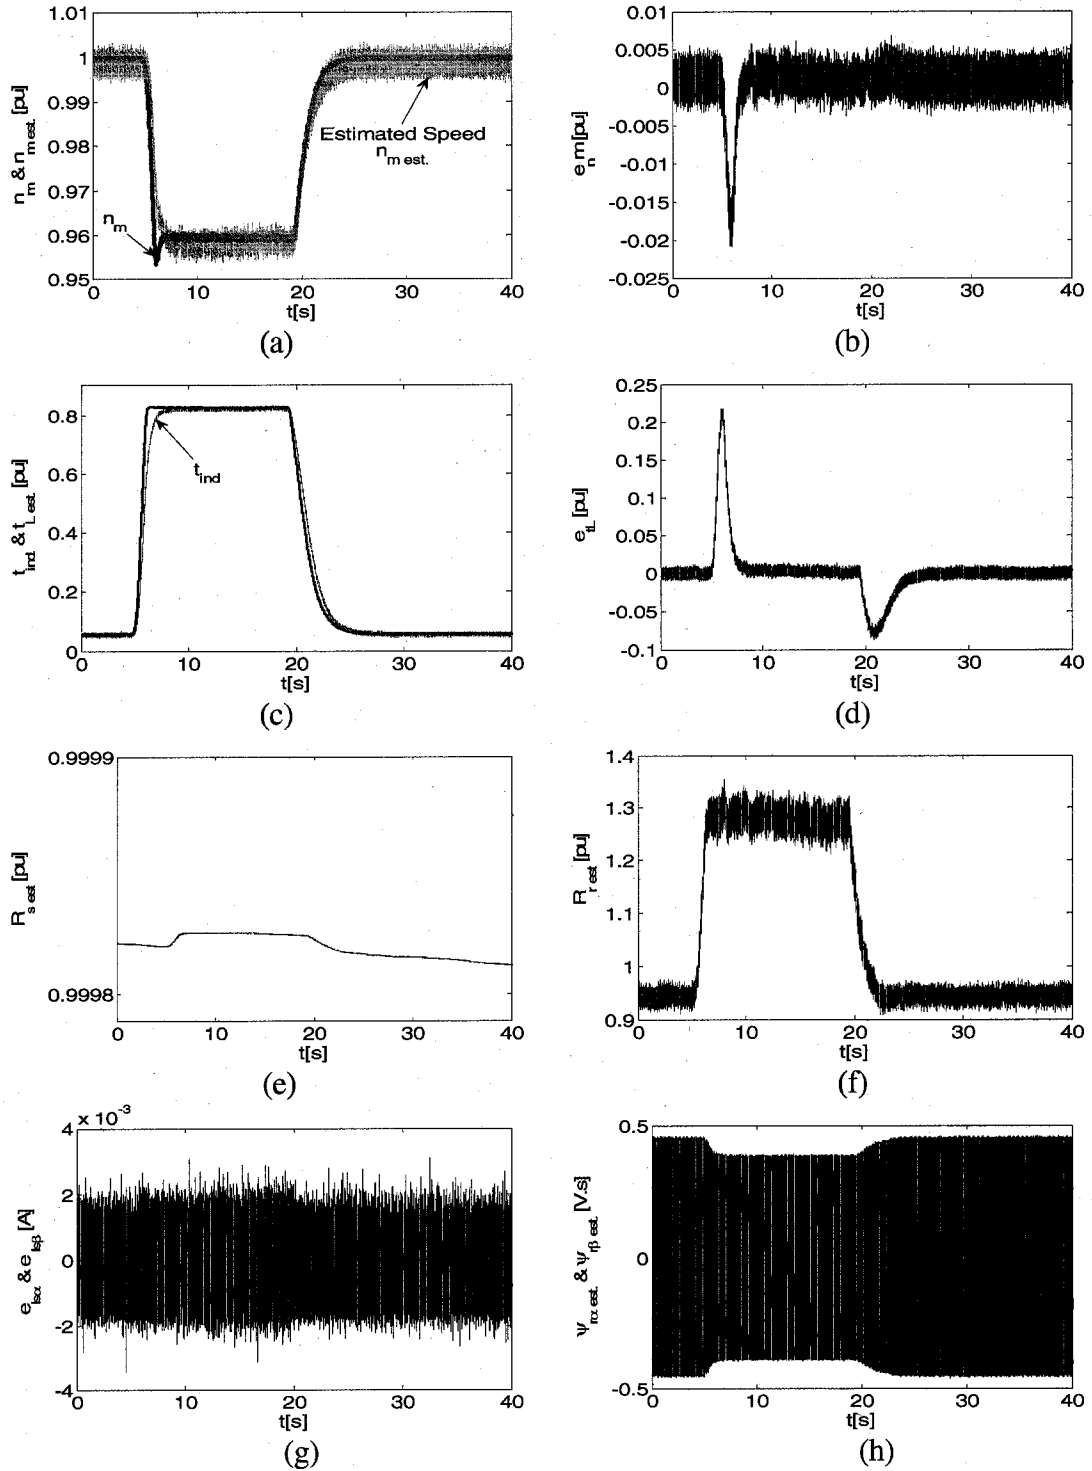 1.01
1
0.99
0.98
0.97
0.96
0.95
n_m & n_m est. [pu]
Estimated Speed
n_m est.
n_m
0 10 20 30 40
t[s]
(a)
0.01
0.005
0
-0.005
-0.01
-0.015
-0.02
-0.025
e_n m[pu]
0 10 20 30 40
t[s]
(b)
0.8
0.6
0.4
0.2
0
t_ind & t_L est. [pu]
t_ind
0 10 20 30 40
t[s]
(c)
0.25
0.2
0.15
0.1
0.05
0
-0.05
-0.1
e_tL [pu]
0 10 20 30 40
t[s]
(d)
0.9999
0.9998
R_s est [pu]
0 10 20 30 40
t[s]
(e)
1.4
1.3
1.2
1.1
1
0.9
R_r est [pu]
0 10 20 30 40
t[s]
(f)
x 10^-3
4
2
0
-2
-4
e_Isα & e_Isβ [A]
0 10 20 30 40
t[s]
(g)
0.5
0
-0.5
ψ_rα est. & ψ_rβ est. [V.s]
0 10 20 30 40
t[s]
(h)